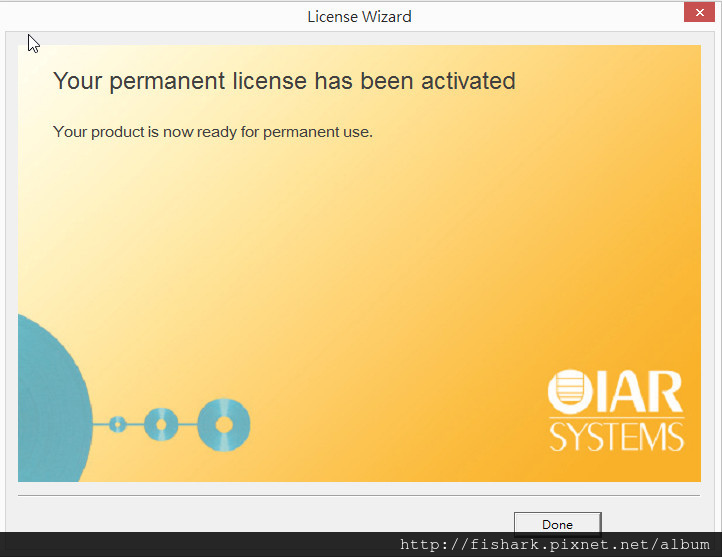 License Wizard
Your permanent license has been activated
Your product is now ready for permanent use.
IAR
SYSTEMS
Done
http://fishark.pixnet.net/album